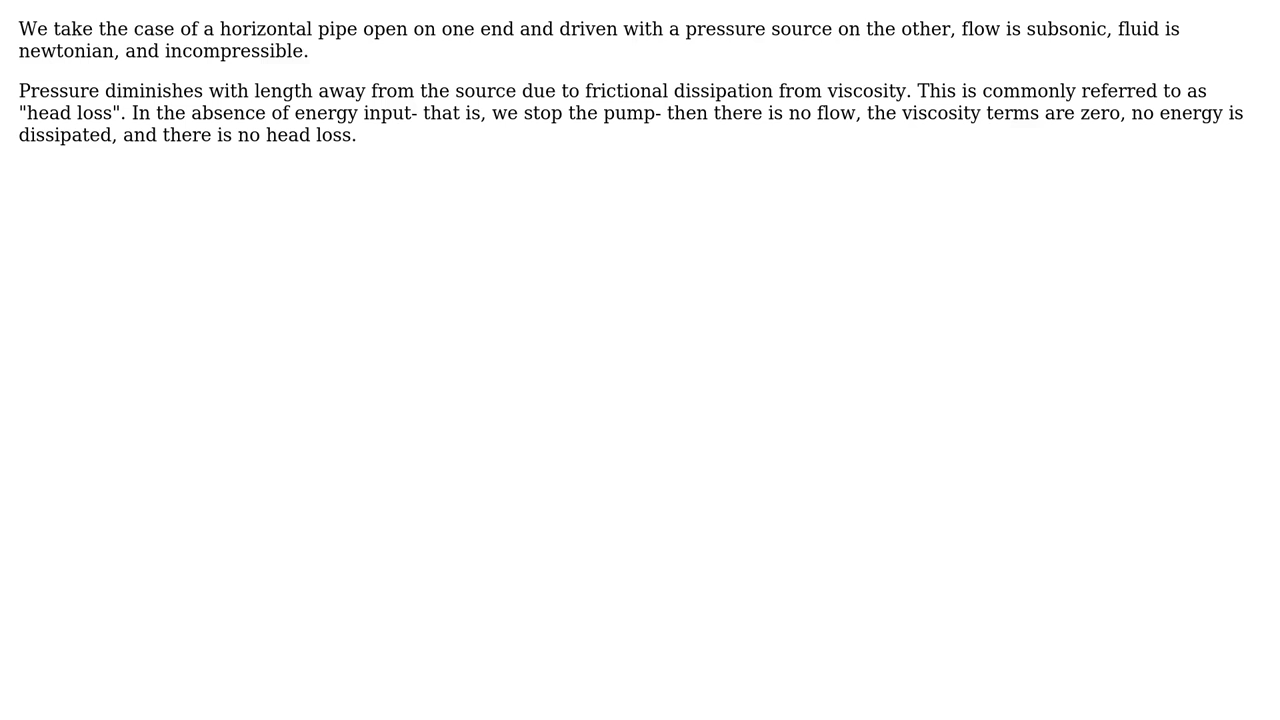 We take the case of a horizontal pipe open on one end and driven with a pressure source on the other, flow is subsonic, fluid is
newtonian, and incompressible.
Pressure diminishes with length away from the source due to frictional dissipation from viscosity. This is commonly referred to as
"head loss". In the absence of energy input- that is, we stop the pump- then there is no flow, the viscosity terms are zero, no energy is
dissipated, and there is no head loss.